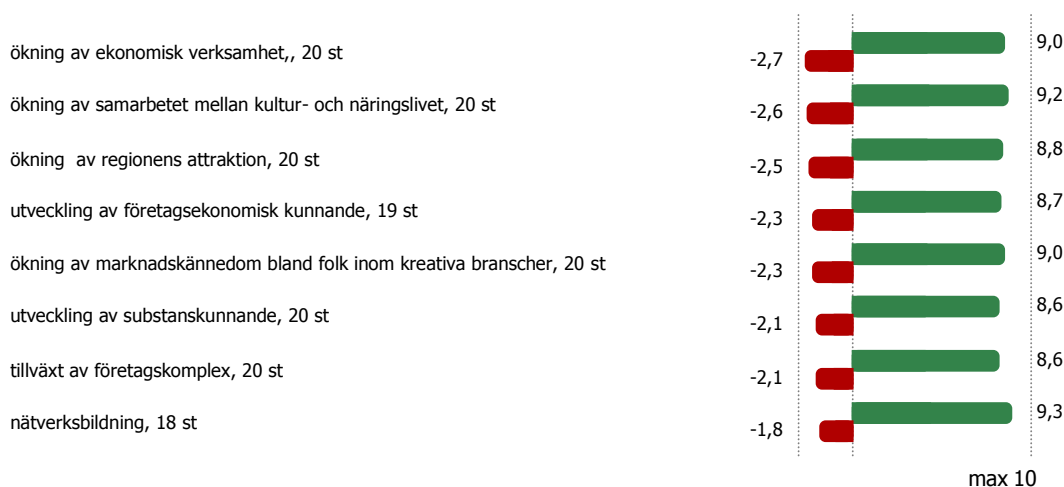 ökning av ekonomisk verksamhet,, 20 st -2,7 9,0
ökning av samarbetet mellan kultur- och näringslivet, 20 st -2,6 9,2
ökning  av regionens attraktion, 20 st -2,5 8,8
utveckling av företagsekonomisk kunnande, 19 st -2,3 8,7
ökning av marknadskännedom bland folk inom kreativa branscher, 20 st -2,3 9,0
utveckling av substanskunnande, 20 st -2,1 8,6
tillväxt av företagskomplex, 20 st -2,1 8,6
nätverksbildning, 18 st -1,8 9,3
max 10